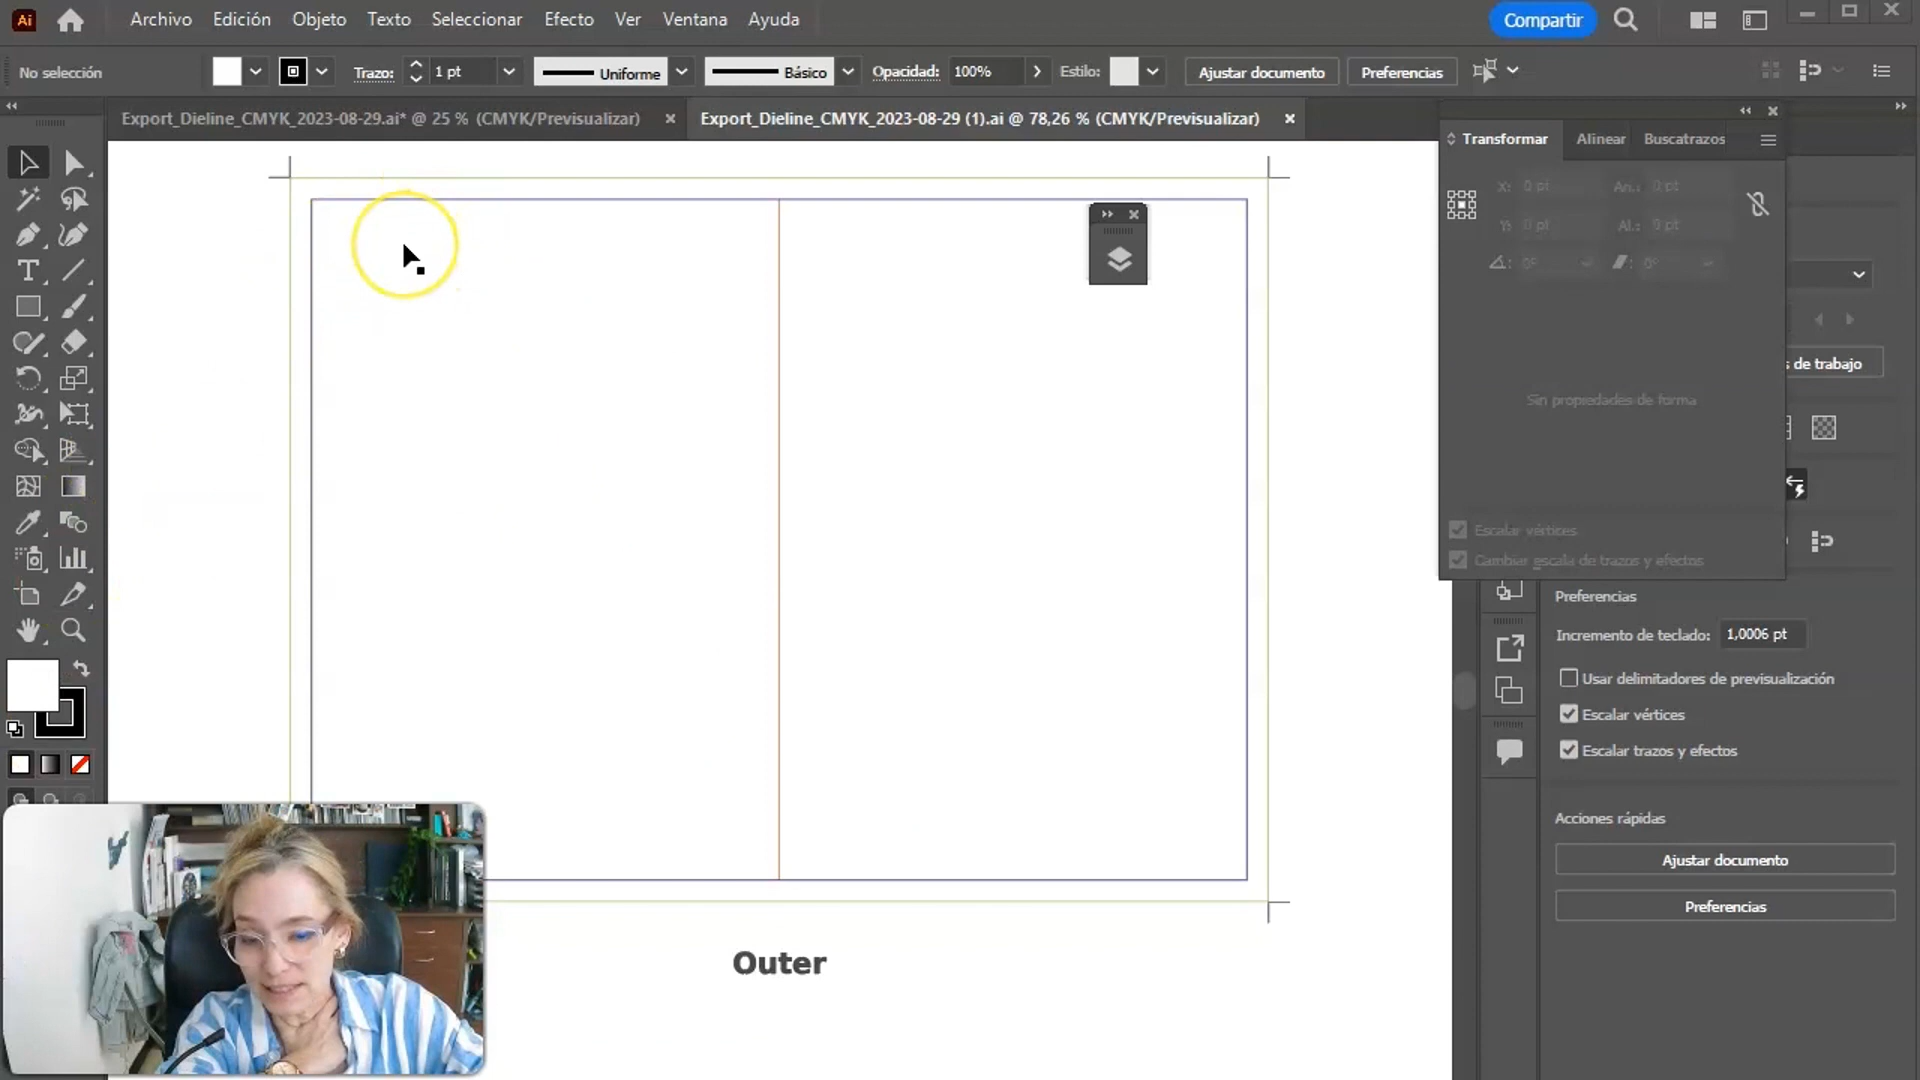 Ai
Archivo Edición Objeto Texto Seleccionar Efecto Ver Ventana Ayuda
Compartir
No selección
Trazo: 1 pt
Uniforme
Básico
Opacidad: 100%
Estilo:
Ajustar documento
Preferencias
Export_Dieline_CMYK_2023-08-29.ai* @ 25 % (CMYK/Previsualizar)
Export_Dieline_CMYK_2023-08-29 (1).ai @ 78,26 % (CMYK/Previsualizar)
Transformar Alinear Buscatrazos
X: 0 pt An.: 0 pt
Y: 0 pt Al.: 0 pt
0° 0°
s de trabajo
Sin propiedades de forma
Escalar vértices
Cambiar escala de trazos y efectos
Preferencias
Incremento de teclado: 1,0006 pt
Usar delimitadores de previsualización
Escalar vértices
Escalar trazos y efectos
Acciones rápidas
Ajustar documento
Preferencias
Outer